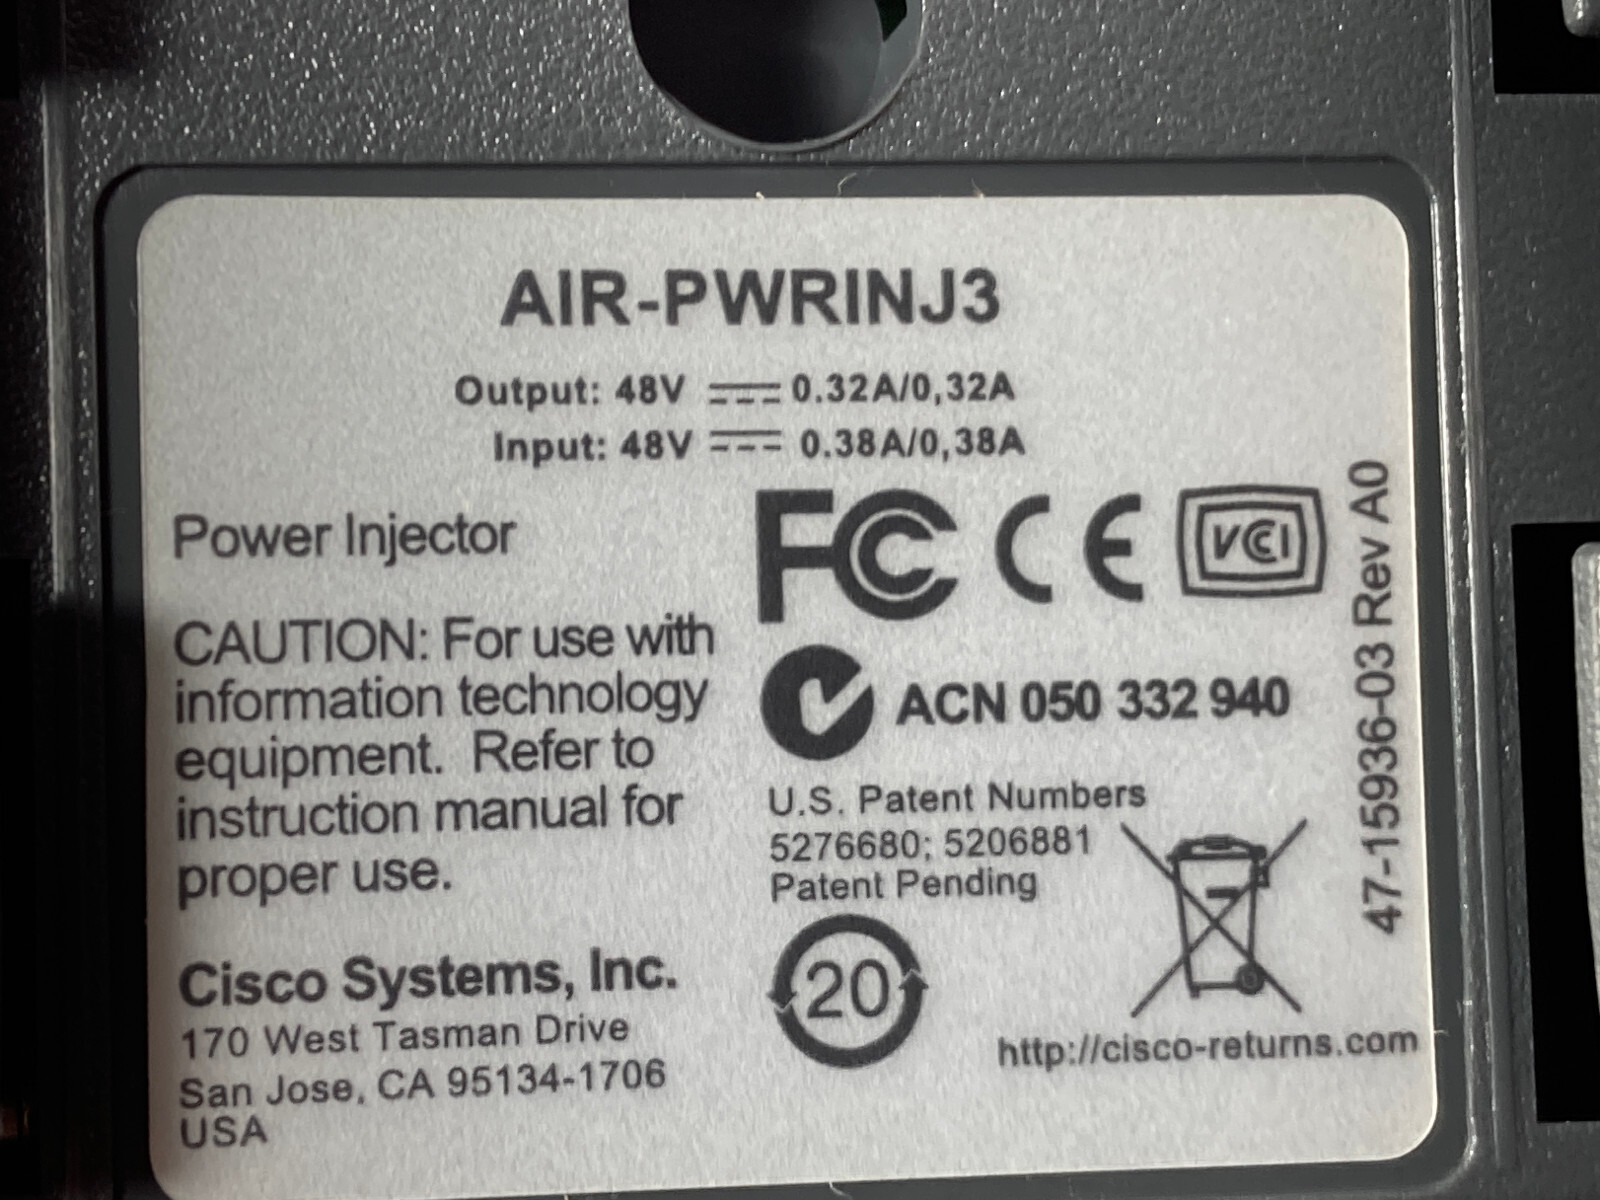 AIR-PWRINJ3
Output: 48V ⎓ 0.32A/0,32A
Input: 48V ⎓ 0.38A/0,38A
Power Injector
CAUTION: For use with
information technology
equipment. Refer to
instruction manual for
proper use.
Cisco Systems, Inc.
170 West Tasman Drive
San Jose, CA 95134-1706
USA
FC CE VCI
ACN 050 332 940
U.S. Patent Numbers
5276680; 5206881
Patent Pending
20
http://cisco-returns.com
47-15936-03 Rev A0